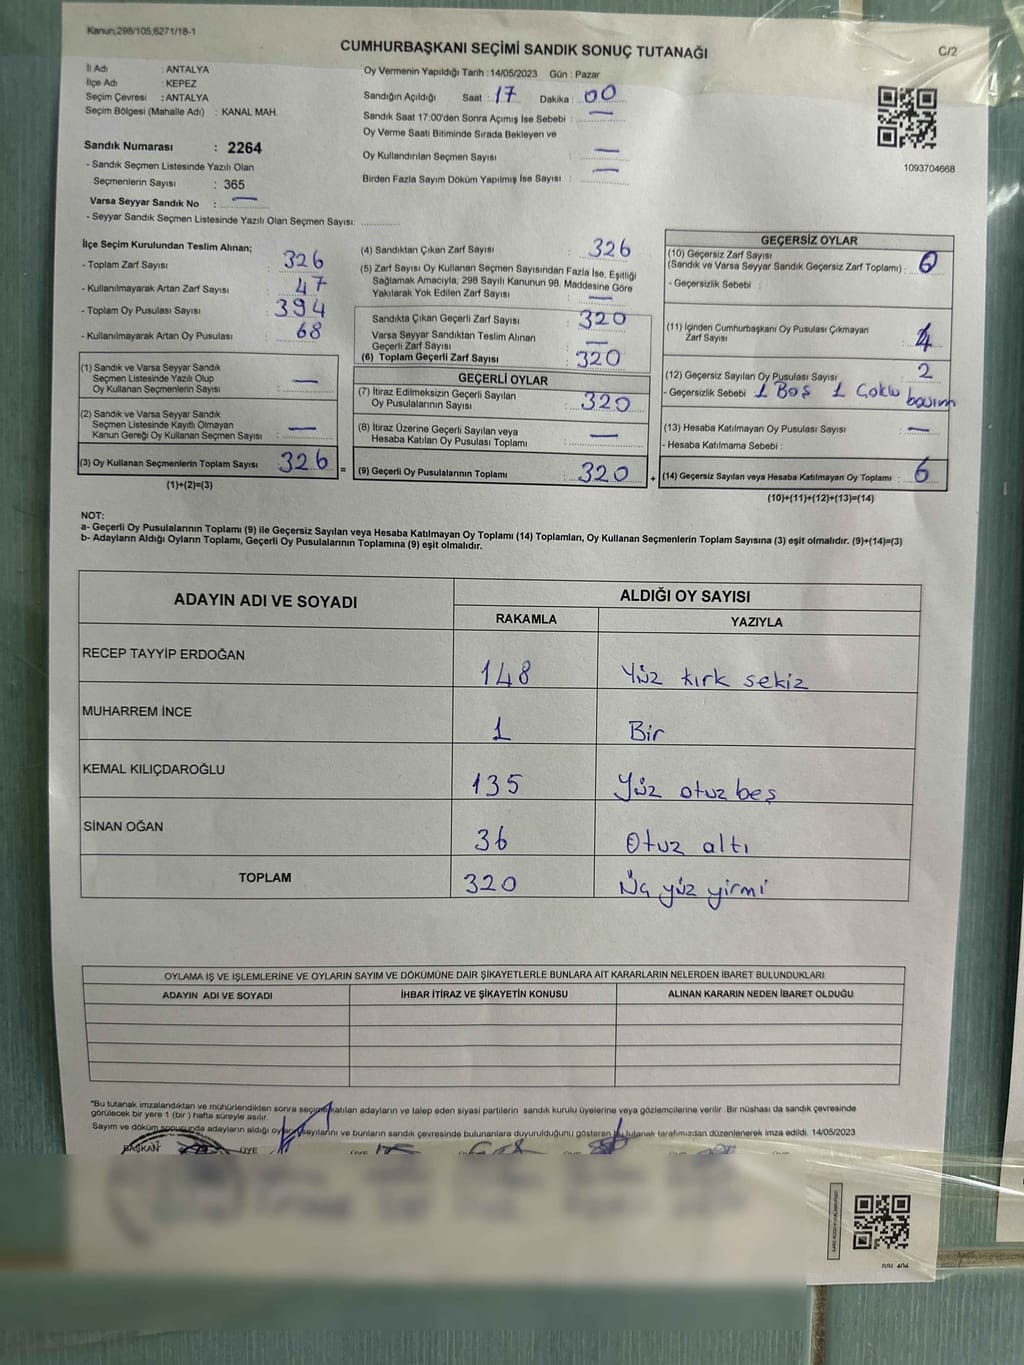 Kanun,298/105,6271/18-1
C/2
CUMHURBAŞKANI SEÇİMİ SANDIK SONUÇ TUTANAĞI
İl Adı : ANTALYA
İlçe Adı : KEPEZ
Seçim Çevresi : ANTALYA
Seçim Bölgesi (Mahalle Adı) : KANAL MAH.
Sandık Numarası : 2264
- Sandık Seçmen Listesinde Yazılı Olan
Seçmenlerin Sayısı : 365
Varsa Seyyar Sandık No : —
- Seyyar Sandık Seçmen Listesinde Yazılı Olan Seçmen Sayısı: ............
Oy Vermenin Yapıldığı Tarih : 14/05/2023 Gün : Pazar
Sandığın Açıldığı Saat : 17 Dakika : 00
Sandık Saat 17:00'den Sonra Açımış İse Sebebi : —
Oy Verme Saati Bitiminde Sırada Bekleyen ve
Oy Kullandırılan Seçmen Sayısı : —
Birden Fazla Sayım Döküm Yapılmış İse Sayısı : —
1093704668
İlçe Seçim Kurulundan Teslim Alınan;
- Toplam Zarf Sayısı : 326
- Kullanılmayarak Artan Zarf Sayısı : 47
- Toplam Oy Pusulası Sayısı : 394
- Kullanılmayarak Artan Oy Pusulası : 68
(1) Sandık ve Varsa Seyyar Sandık
Seçmen Listesinde Yazılı Olup
Oy Kullanan Seçmenlerin Sayısı : —
(2) Sandık ve Varsa Seyyar Sandık
Seçmen Listesinde Kayıtlı Olmayan
Kanun Gereği Oy Kullanan Seçmen Sayısı : —
(3) Oy Kullanan Seçmenlerin Toplam Sayısı : 326
(1)+(2)=(3)
=
(4) Sandıktan Çıkan Zarf Sayısı : 326
(5) Zarf Sayısı Oy Kullanan Seçmen Sayısından Fazla İse, Eşitliği
Sağlamak Amacıyla, 298 Sayılı Kanunun 98. Maddesine Göre
Yakılarak Yok Edilen Zarf Sayısı : —
Sandıkta Çıkan Geçerli Zarf Sayısı : 320
Varsa Seyyar Sandıktan Teslim Alınan
Geçerli Zarf Sayısı : —
(6) Toplam Geçerli Zarf Sayısı : 320
GEÇERLİ OYLAR
(7) İtiraz Edilmeksizin Geçerli Sayılan
Oy Pusulalarının Sayısı : 320
(8) İtiraz Üzerine Geçerli Sayılan veya
Hesaba Katılan Oy Pusulası Toplamı : —
(9) Geçerli Oy Pusulalarının Toplamı : 320
+
GEÇERSİZ OYLAR
(10) Geçersiz Zarf Sayısı
(Sandık ve Varsa Seyyar Sandık Geçersiz Zarf Toplamı) : 0
- Geçersizlik Sebebi :
(11) İçinden Cumhurbaşkanı Oy Pusulası Çıkmayan
Zarf Sayısı : 4
(12) Geçersiz Sayılan Oy Pusulası Sayısı : 2
- Geçersizlik Sebebi 1 Boş 1 Çoklu basım
(13) Hesaba Katılmayan Oy Pusulası Sayısı : —
- Hesaba Katılmama Sebebi :
(14) Geçersiz Sayılan veya Hesaba Katılmayan Oy Toplamı : 6
(10)+(11)+(12)+(13)=(14)
NOT:
a- Geçerli Oy Pusulalarının Toplamı (9) ile Geçersiz Sayılan veya Hesaba Katılmayan Oy Toplamı (14) Toplamları, Oy Kullanan Seçmenlerin Toplam Sayısına (3) eşit olmalıdır. (9)+(14)=(3)
b- Adayların Aldığı Oyların Toplamı, Geçerli Oy Pusulalarının Toplamına (9) eşit olmalıdır.
ADAYIN ADI VE SOYADI
ALDIĞI OY SAYISI
RAKAMLA YAZIYLA
RECEP TAYYİP ERDOĞAN 148 Yüz kırk sekiz
MUHARREM İNCE 1 Bir
KEMAL KILIÇDAROĞLU 135 Yüz otuz beş
SİNAN OĞAN 36 Otuz altı
TOPLAM 320 Üç yüz yirmi
OYLAMA İŞ VE İŞLEMLERİNE VE OYLARIN SAYIM VE DÖKÜMÜNE DAİR ŞİKAYETLERLE BUNLARA AİT KARARLARIN NELERDEN İBARET BULUNDUKLARI
ADAYIN ADI VE SOYADI İHBAR İTİRAZ VE ŞİKAYETİN KONUSU ALINAN KARARIN NEDEN İBARET OLDUĞU
*Bu tutanak imzalandıktan ve mühürlendikten sonra seçime katılan adayların ve talep eden siyasi partilerin sandık kurulu üyelerine veya gözlemcilerine verilir. Bir nüshası da sandık çevresinde
görülecek bir yere 1 (bir ) hafta süreyle asılır.
Sayım ve döküm sonucunda adayların aldığı oyların sayılarını ve bunların sandık çevresinde bulunanlara duyurulduğunu gösteren bu tutanak tarafımızdan düzenlenerek imza edildi. 14/05/2023
BAŞKAN ÜYE